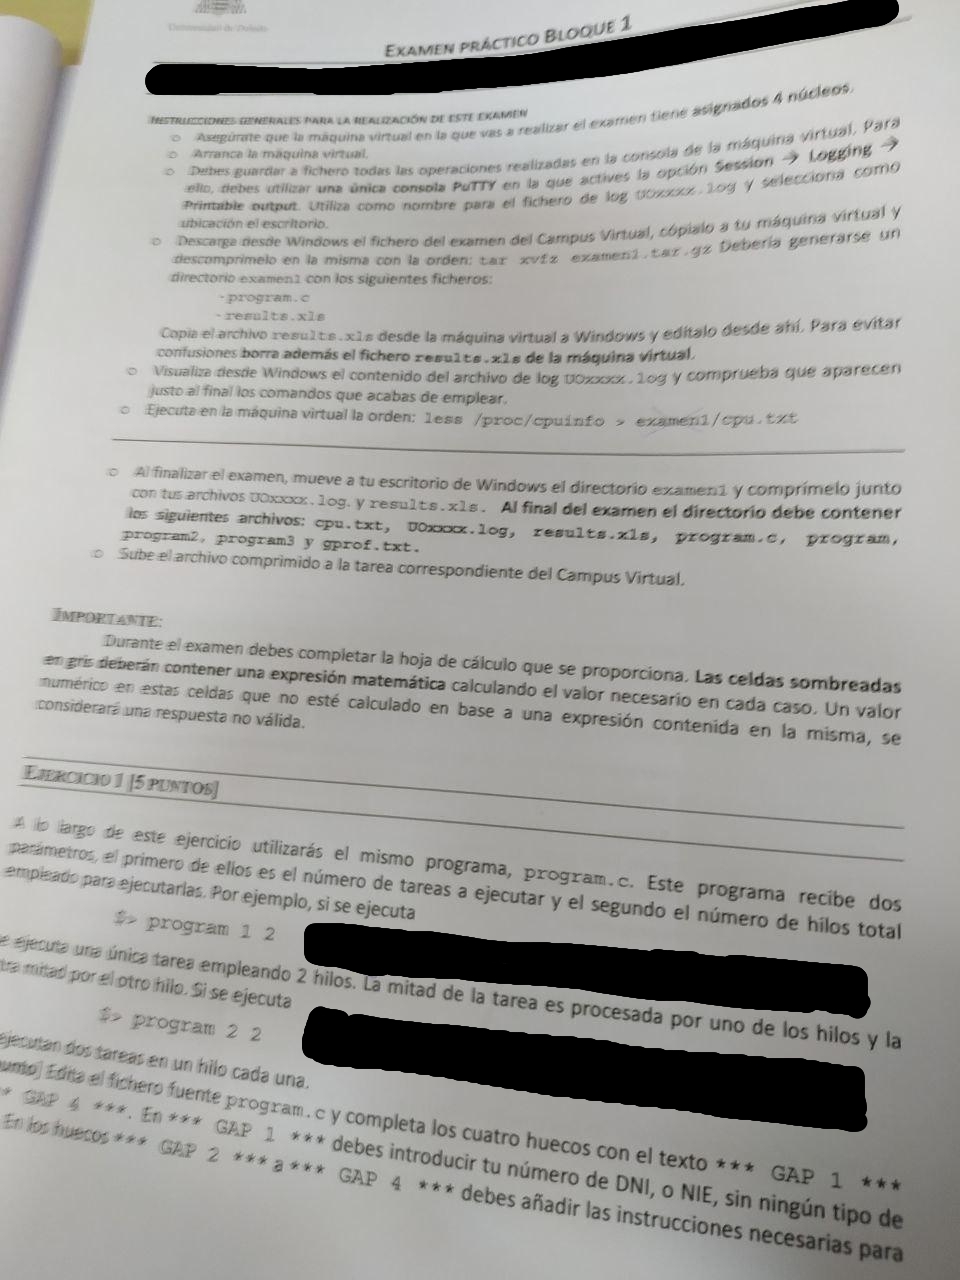 Universidad de Oviedo
EXAMEN PRÁCTICO BLOQUE 1
INSTRUCCIONES GENERALES PARA LA REALIZACIÓN DE ESTE EXAMEN
o Asegúrate que la máquina virtual en la que vas a realizar el examen tiene asignados 4 núcleos.
o Arranca la máquina virtual.
o Debes guardar a fichero todas las operaciones realizadas en la consola de la máquina virtual. Para
ello, debes utilizar una única consola PuTTY en la que actives la opción Session → Logging →
Printable output. Utiliza como nombre para el fichero de log UOxxxx.log y selecciona como
ubicación el escritorio.
o Descarga desde Windows el fichero del examen del Campus Virtual, cópialo a tu máquina virtual y
descomprímelo en la misma con la orden: tar xvfz examen1.tar.gz Debería generarse un
directorio examen1 con los siguientes ficheros:
- program.c
- results.xls
Copia el archivo results.xls desde la máquina virtual a Windows y edítalo desde ahí. Para evitar
confusiones borra además el fichero results.xls de la máquina virtual.
o Visualiza desde Windows el contenido del archivo de log UOxxxx.log y comprueba que aparecen
justo al final los comandos que acabas de emplear.
o Ejecuta en la máquina virtual la orden: less /proc/cpuinfo > examen1/cpu.txt
o Al finalizar el examen, mueve a tu escritorio de Windows el directorio examen1 y comprímelo junto
con tus archivos UOxxxx.log. y results.xls. Al final del examen el directorio debe contener
los siguientes archivos: cpu.txt, UOxxxx.log, results.xls, program.c, program,
program2, program3 y gprof.txt.
o Sube el archivo comprimido a la tarea correspondiente del Campus Virtual.
IMPORTANTE:
Durante el examen debes completar la hoja de cálculo que se proporciona. Las celdas sombreadas
en gris deberán contener una expresión matemática calculando el valor necesario en cada caso. Un valor
numérico en estas celdas que no esté calculado en base a una expresión contenida en la misma, se
considerará una respuesta no válida.
EJERCICIO 1 [5 PUNTOS]
A lo largo de este ejercicio utilizarás el mismo programa, program.c. Este programa recibe dos
parámetros, el primero de ellos es el número de tareas a ejecutar y el segundo el número de hilos total
empleado para ejecutarlas. Por ejemplo, si se ejecuta
$> program 1 2
se ejecuta una única tarea empleando 2 hilos. La mitad de la tarea es procesada por uno de los hilos y la
otra mitad por el otro hilo. Si se ejecuta
$> program 2 2
ejecutan dos tareas en un hilo cada una.
punto] Edita el fichero fuente program.c y completa los cuatro huecos con el texto *** GAP 1 ***
* GAP 4 ***. En *** GAP 1 *** debes introducir tu número de DNI, o NIE, sin ningún tipo de
En los huecos *** GAP 2 *** a *** GAP 4 *** debes añadir las instrucciones necesarias para